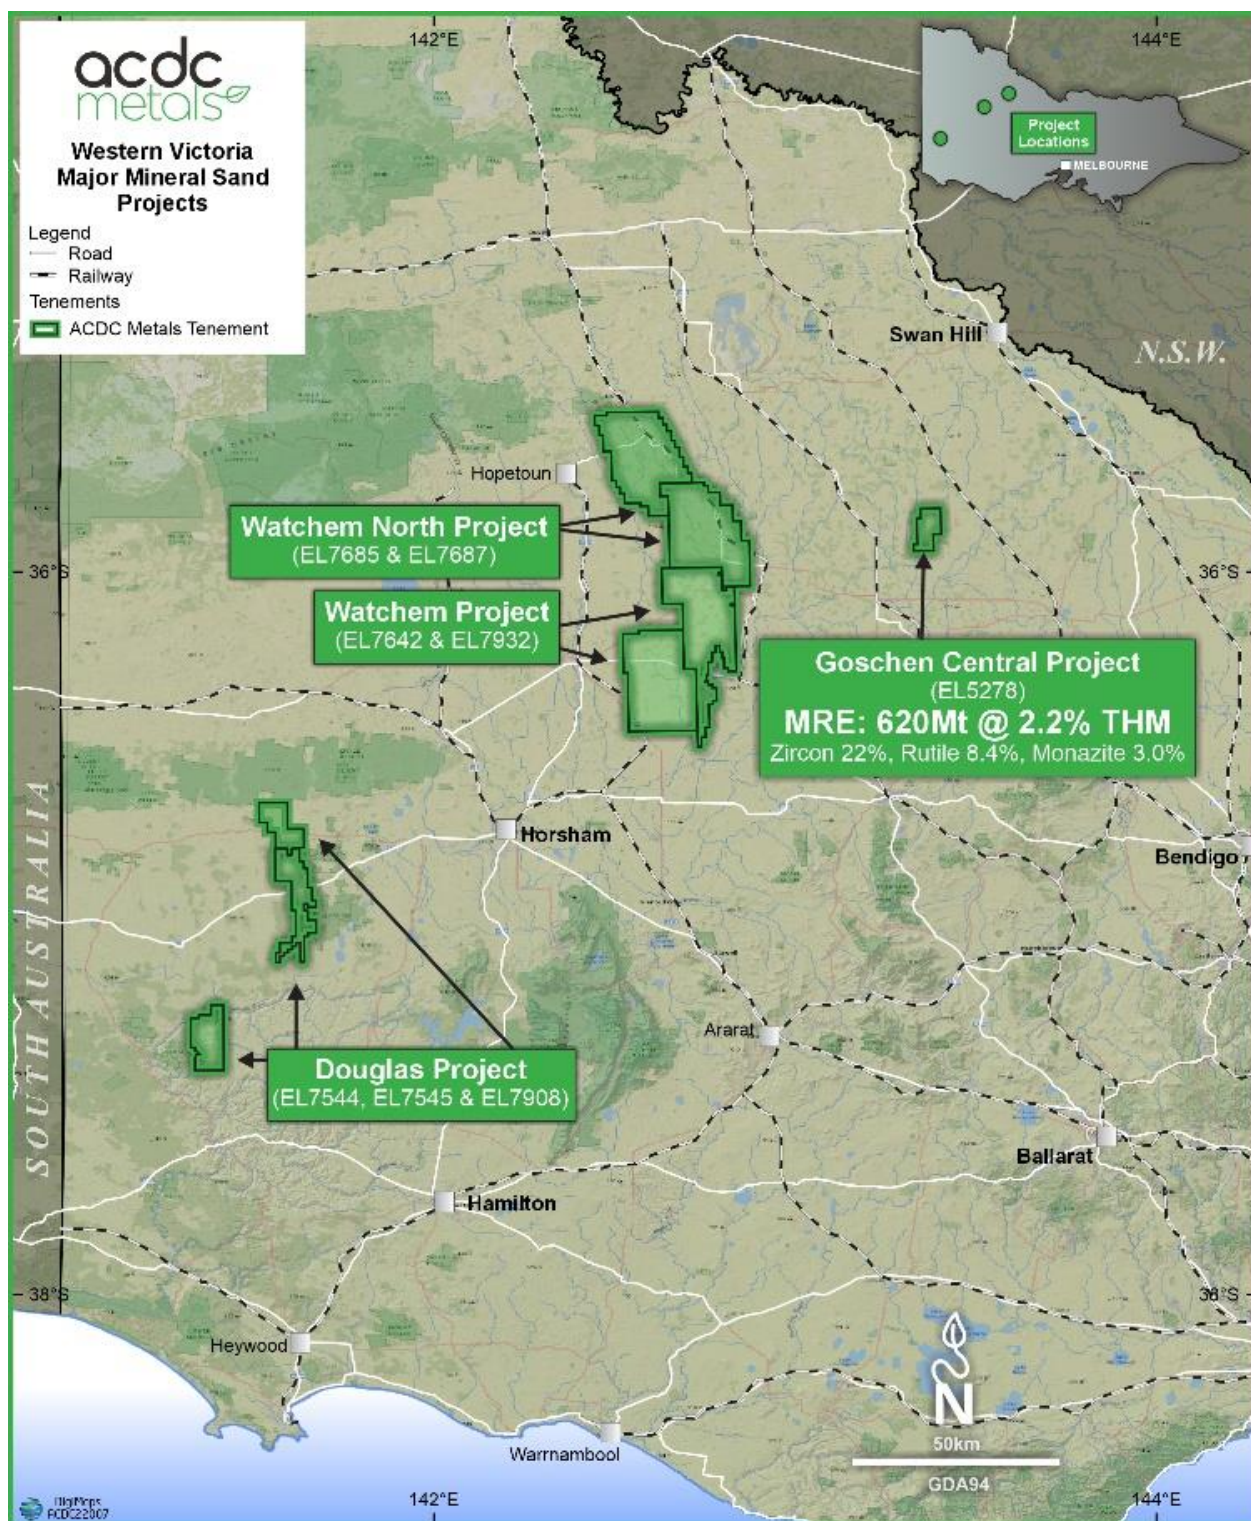 142°E
144°E
acdc
metals
Western Victoria
Major Mineral Sand
Projects
Legend
Road
Railway
Tenements
ACDC Metals Tenement
Project
Locations
MELBOURNE
Swan Hill
N.S.W.
Hopetoun
Watchem North Project
(EL7685 & EL7687)
36°S
36°S
Watchem Project
(EL7642 & EL7932)
Goschen Central Project
(EL5278)
MRE: 620Mt @ 2.2% THM
Zircon 22%, Rutile 8.4%, Monazite 3.0%
SOUTH AUSTRALIA
Horsham
Bendigo
Ararat
Douglas Project
(EL7544, EL7545 & EL7908)
Ballarat
Hamilton
38°S
38°S
Heywood
N
50km
GDA94
Warrnambool
142°E
144°E
DigiMaps
ACDC22007